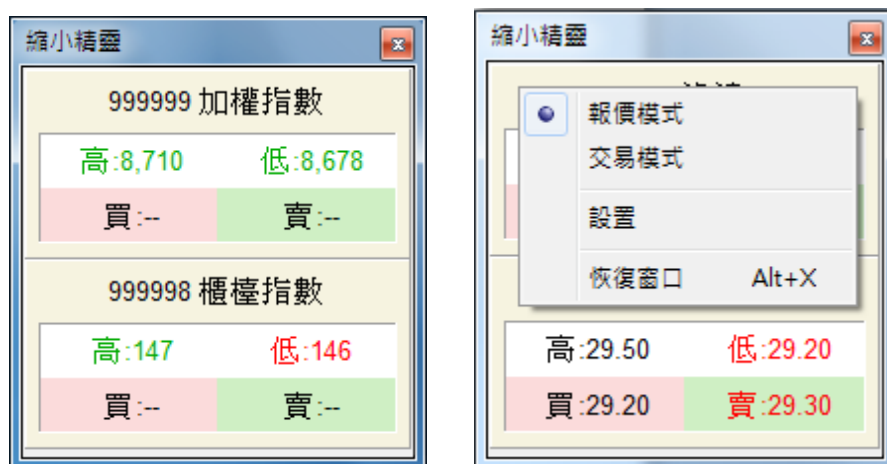 縮小精靈
999999 加權指數
高:8,710 低:8,678
買:-- 賣:--
999998 櫃檯指數
高:147 低:146
買:-- 賣:--
縮小精靈
報價模式
交易模式
設置
恢復窗口 Alt+X
高:29.50 低:29.20
買:29.20 賣:29.30